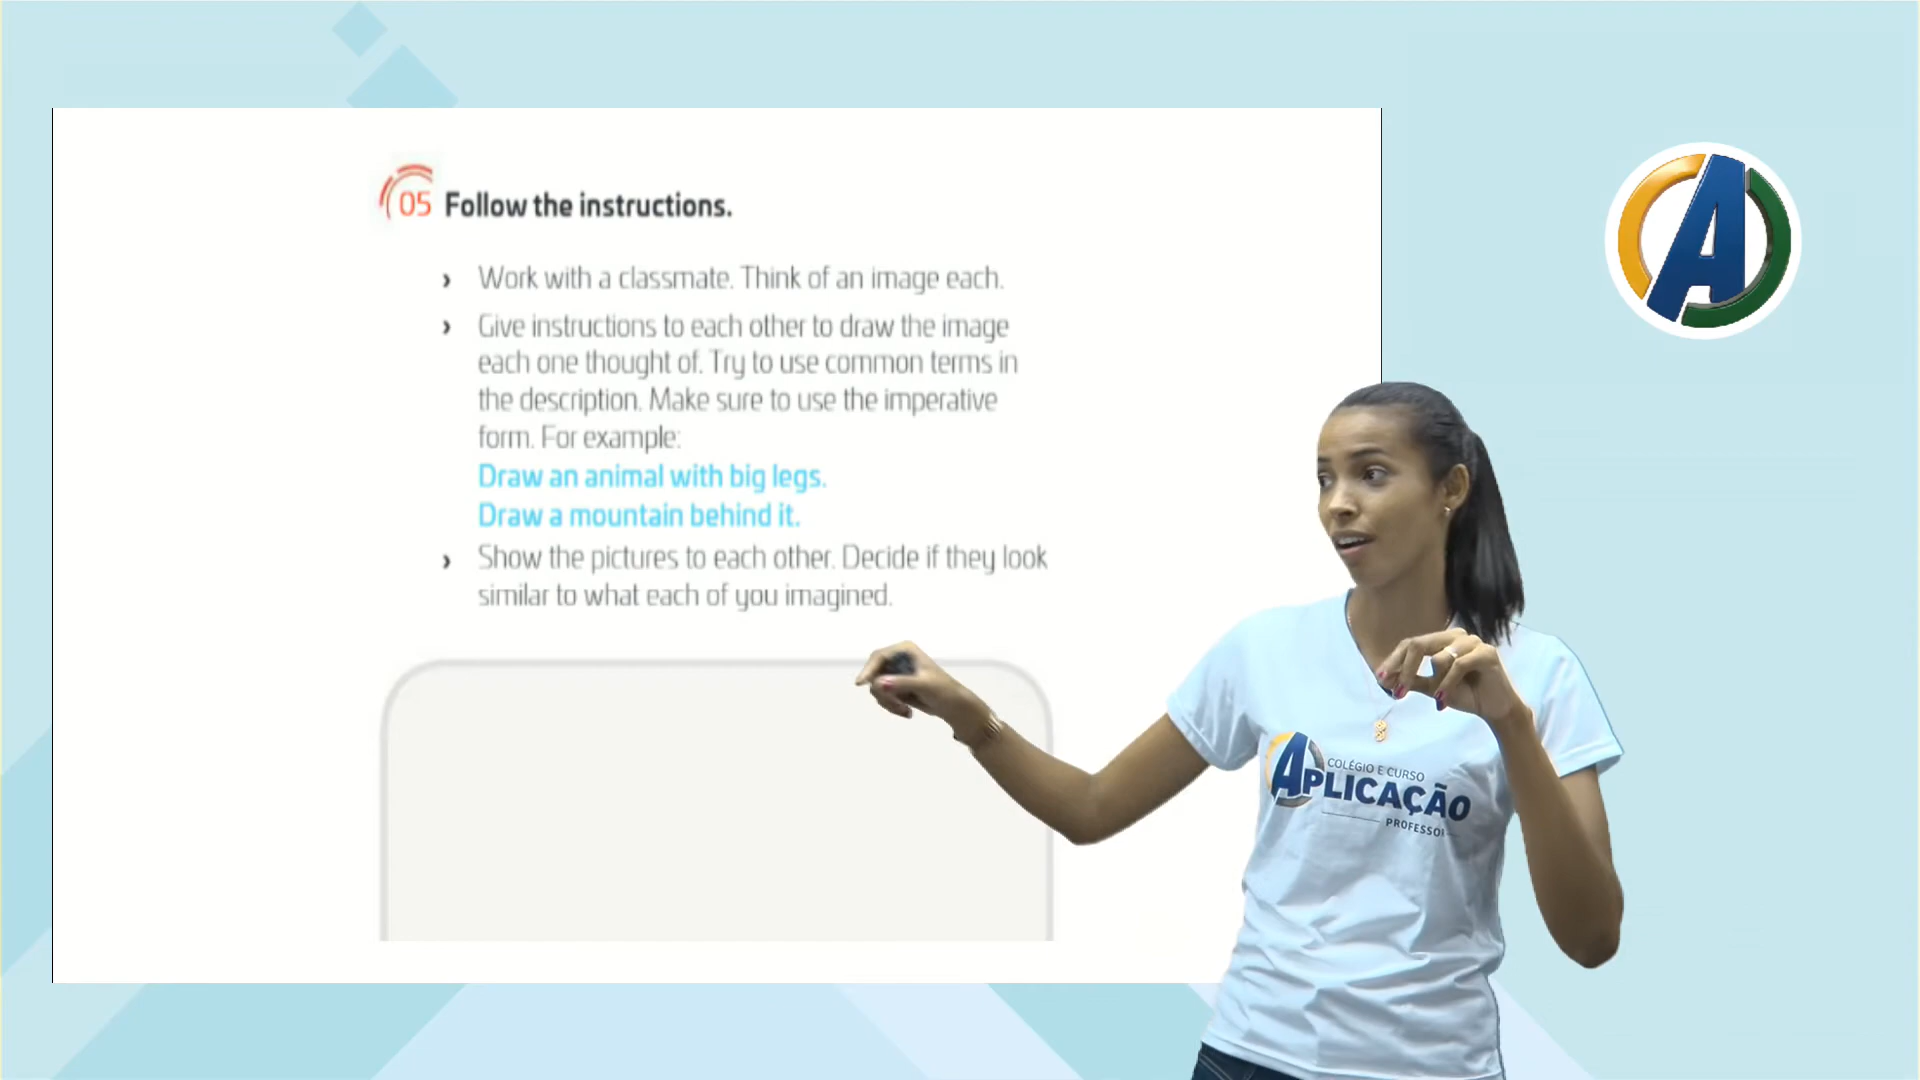 05 Follow the instructions.
› Work with a classmate. Think of an image each.
› Give instructions to each other to draw the image
each one thought of. Try to use common terms in
the description. Make sure to use the imperative
form. For example:
Draw an animal with big legs.
Draw a mountain behind it.
› Show the pictures to each other. Decide if they look
similar to what each of you imagined.
A
COLÉGIO E CURSO
APLICAÇÃO
PROFESSOR